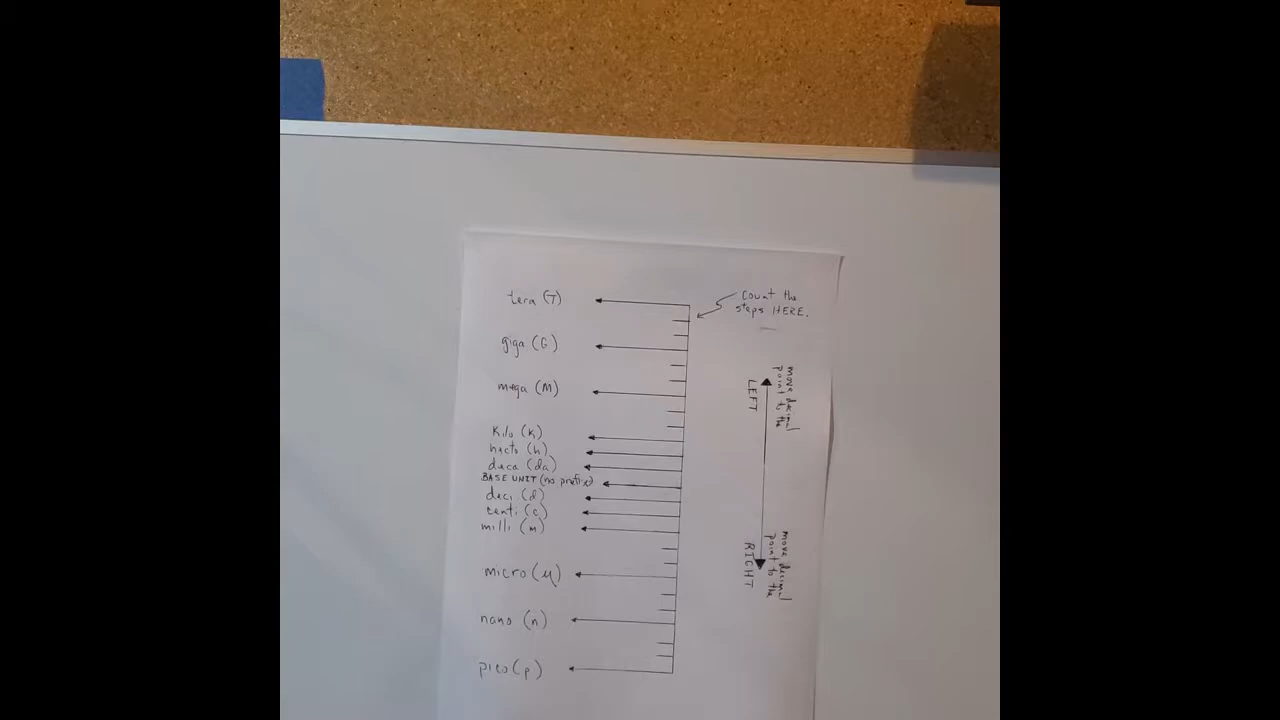 tera (T)
giga (G)
mega (M)
kilo (k)
hecto (h)
deca (da)
BASE UNIT (no prefix)
deci (d)
centi (c)
milli (m)
micro (μ)
nano (n)
pico (p)
count the
steps HERE.
move decimal
point to the
LEFT
move decimal
point to the
RIGHT